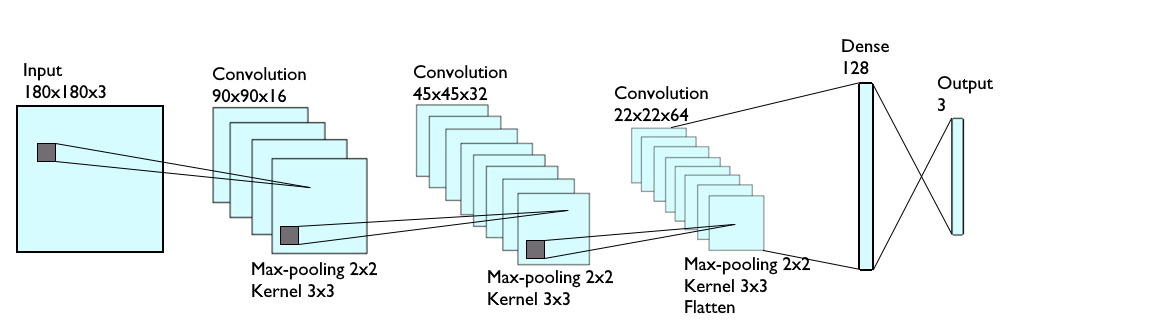 Input
180x180x3
Convolution
90x90x16
Max-pooling 2x2
Kernel 3x3
Convolution
45x45x32
Max-pooling 2x2
Kernel 3x3
Convolution
22x22x64
Max-pooling 2x2
Kernel 3x3
Flatten
Dense
128
Output
3